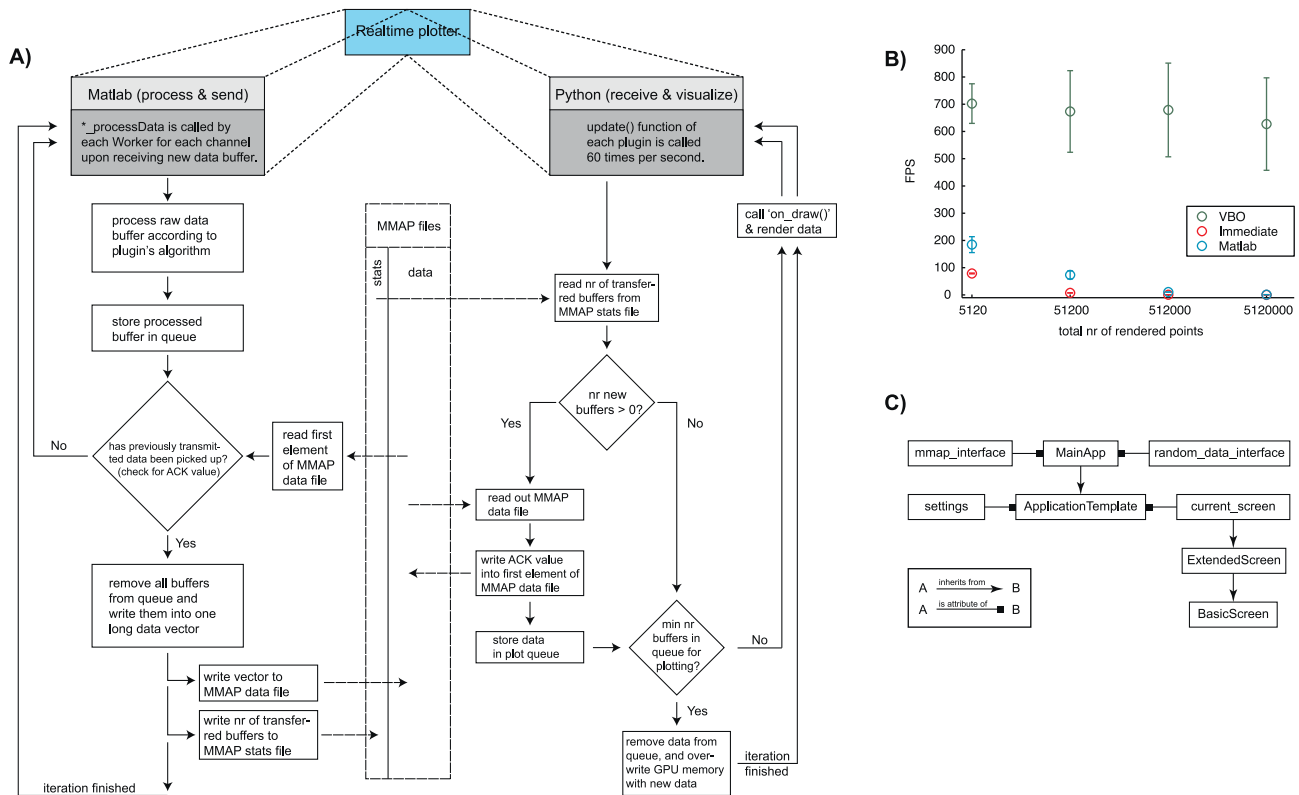 A)
Realtime plotter
Matlab (process & send)
*_processData is called by
each Worker for each channel
upon receiving new data buffer.
process raw data
buffer according to
plugin's algorithm
store processed
buffer in queue
No
has previously transmit-
ted data been picked up?
(check for ACK value)
read first
element
of MMAP
data file
Yes
remove all buffers
from queue and
write them into one
long data vector
write vector to
MMAP data file
write nr of transfer-
red buffers to
MMAP stats file
iteration finished
MMAP files
stats
data
Python (receive & visualize)
update() function of
each plugin is called
60 times per second.
call 'on_draw()'
& render data
read nr of transfer-
red buffers from
MMAP stats file
nr new
buffers > 0?
Yes
No
read out MMAP
data file
write ACK value
into first element of
MMAP data file
store data
in plot queue
min nr
buffers in
queue for
plotting?
No
Yes
remove data from
queue, and over-
write GPU memory
with new data
iteration
finished
B)
900
800
700
600
500
400
300
200
100
0
FPS
VBO
Immediate
Matlab
5120
51200
512000
5120000
total nr of rendered points
C)
mmap_interface
MainApp
random_data_interface
settings
ApplicationTemplate
current_screen
ExtendedScreen
BasicScreen
A inherits from B
A is attribute of B